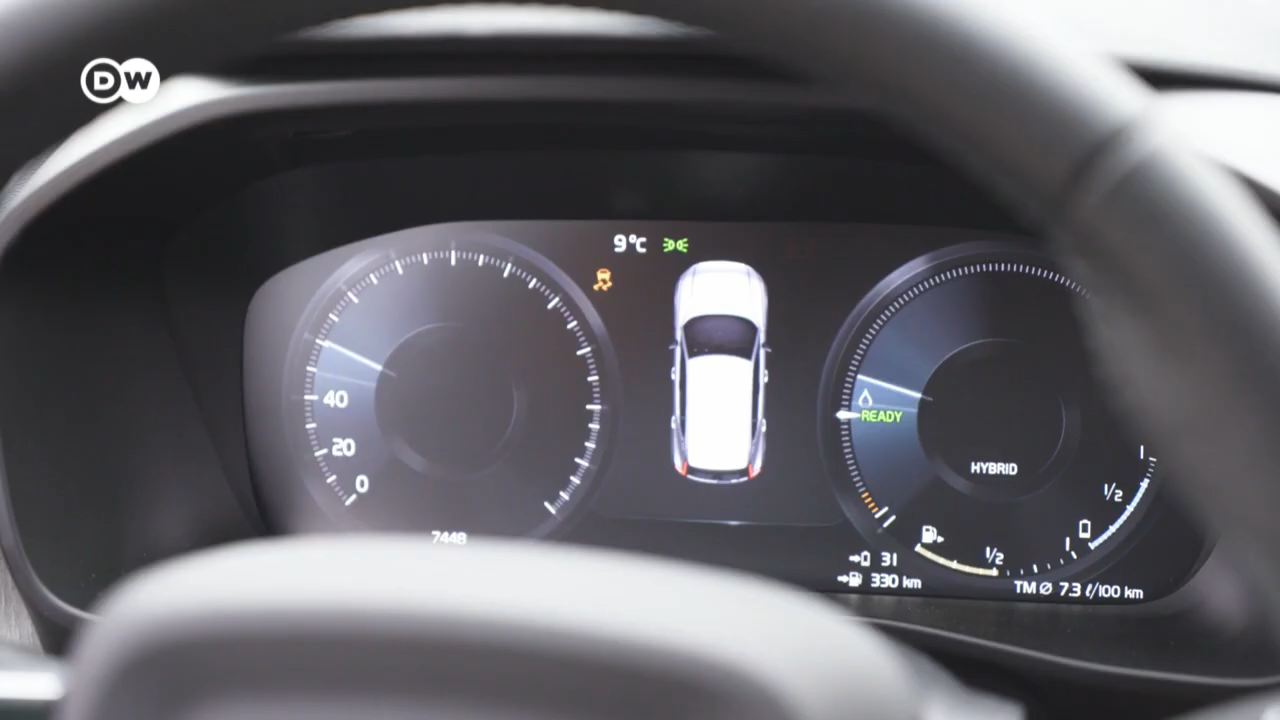 DW
9°C
40
20
0
7448
READY
HYBRID
1/2
1/2
31
330 km
TM Ø 7.3 ℓ/100 km